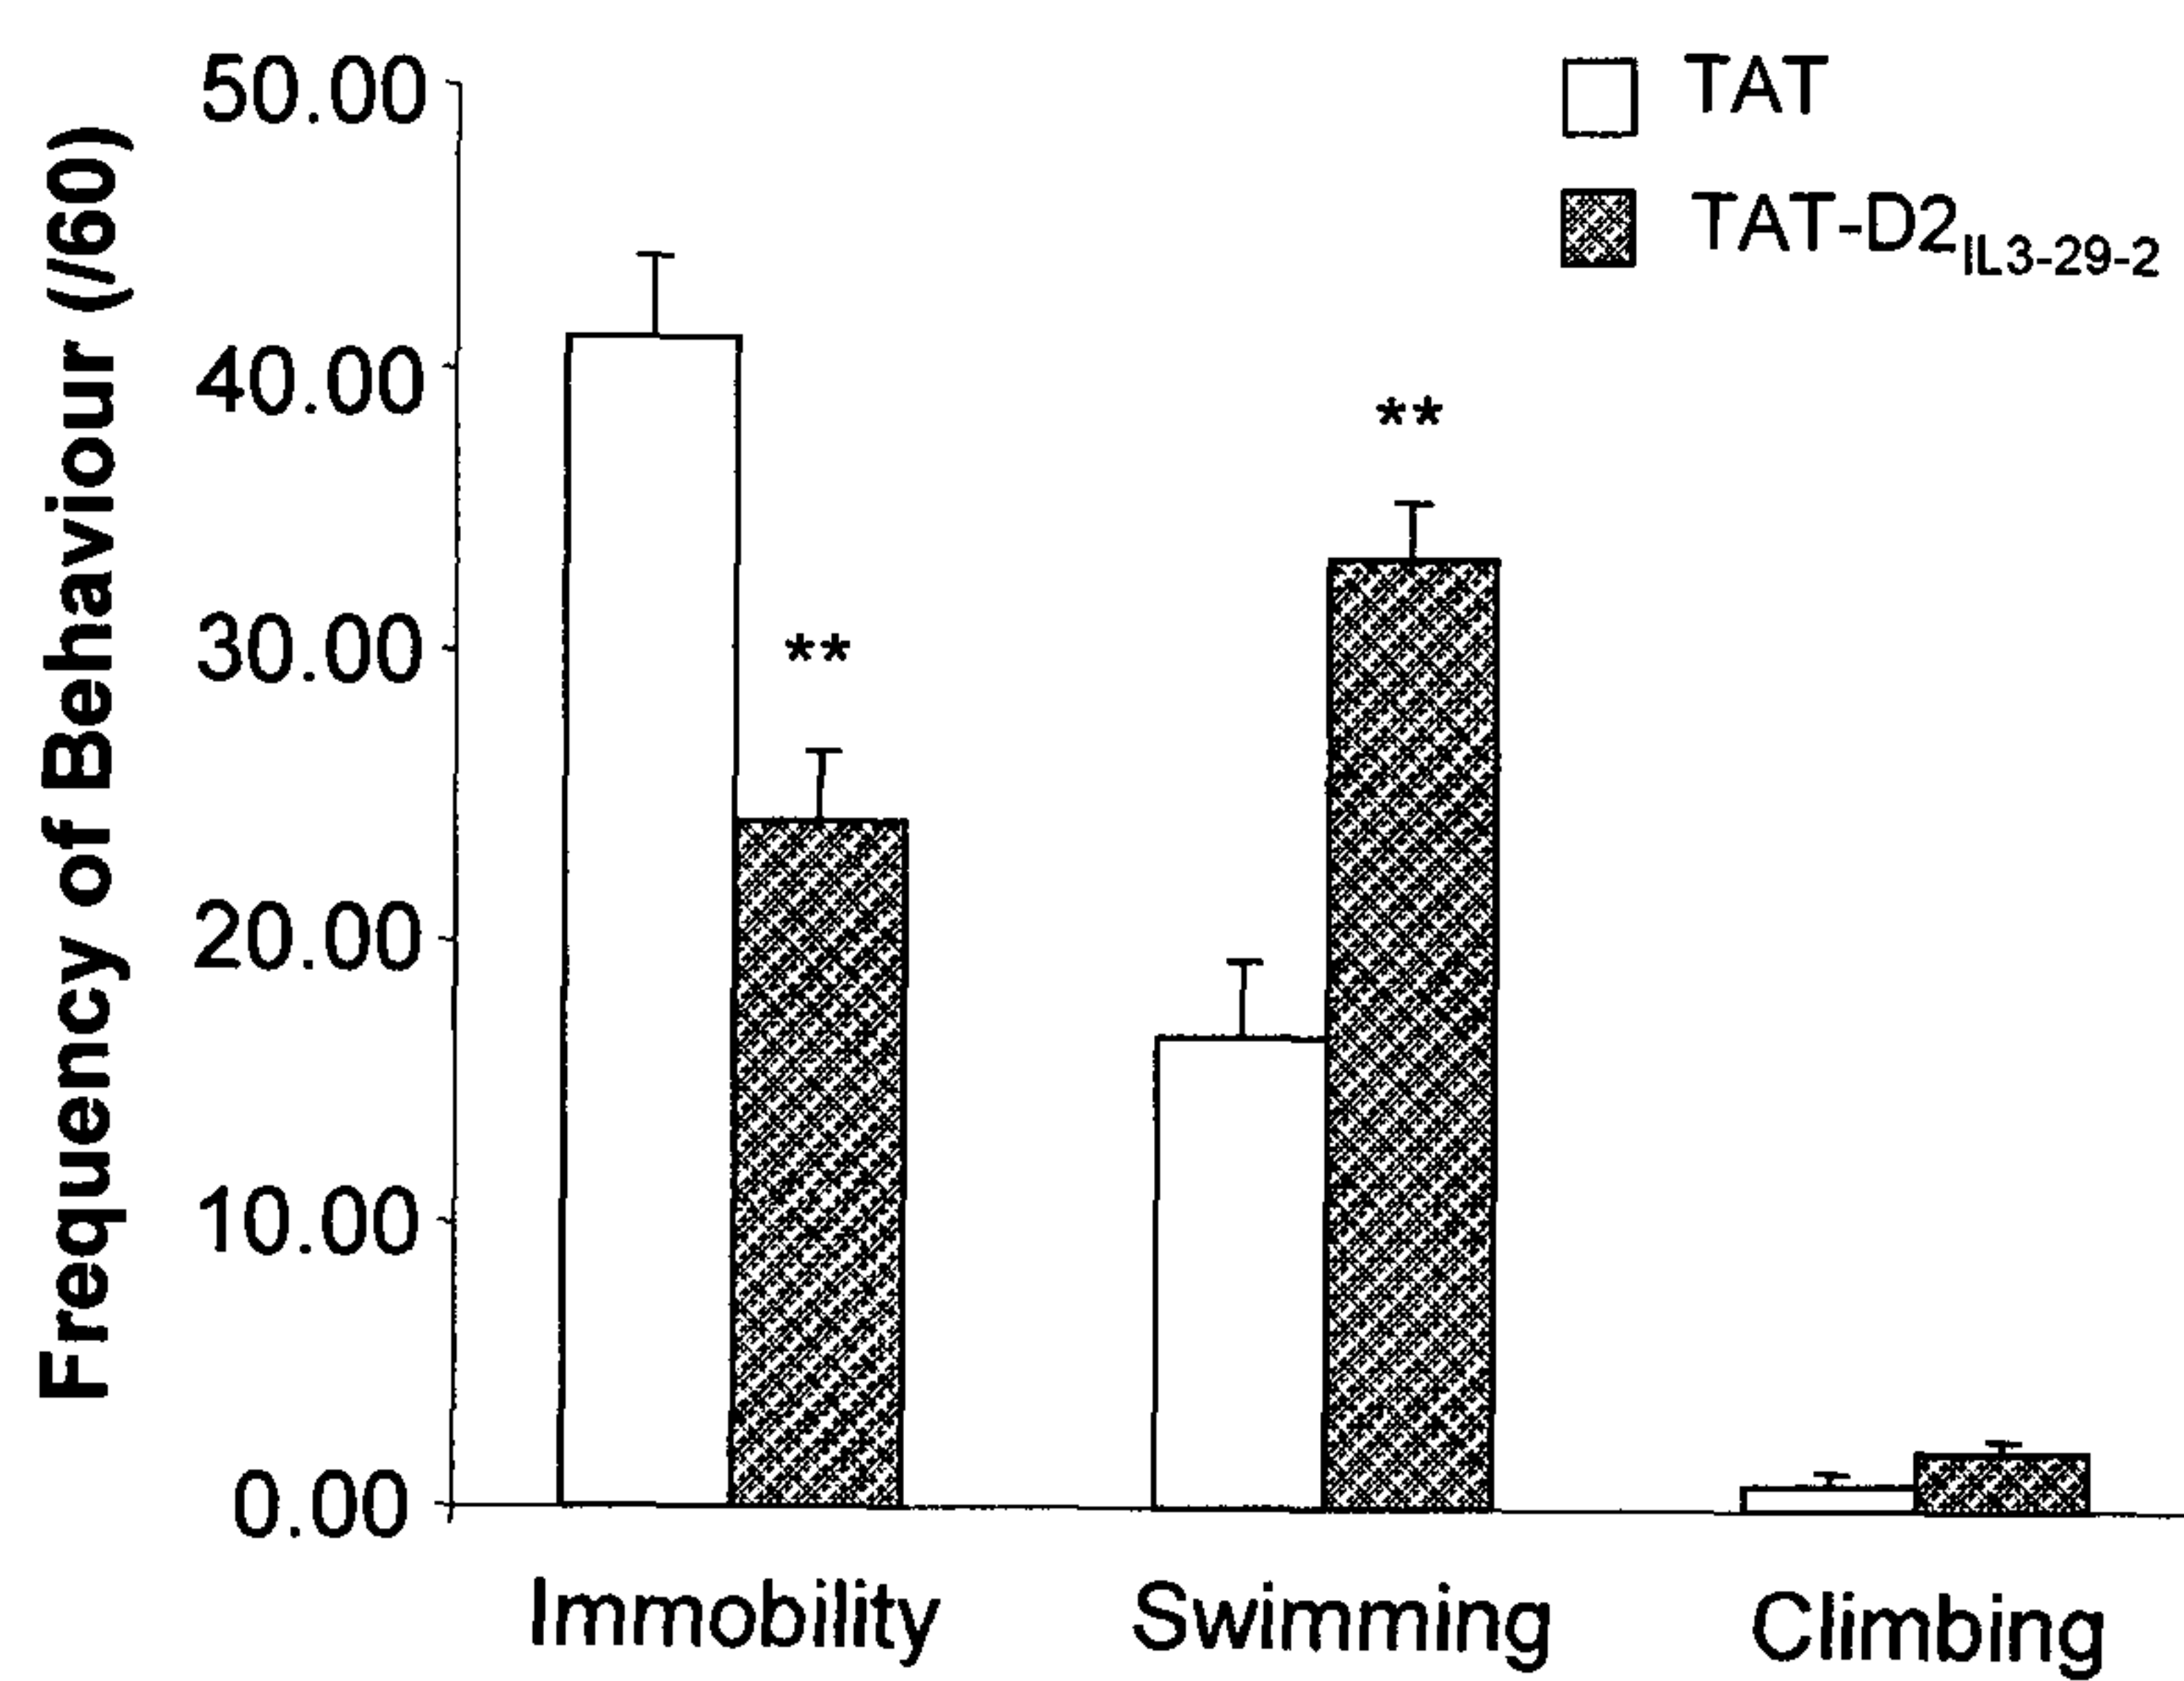 Frequency of Behaviour (/60)
50.00
40.00
30.00
20.00
10.00
0.00
TAT
TAT-D2IL3-29-2
**
**
Immobility
Swimming
Climbing